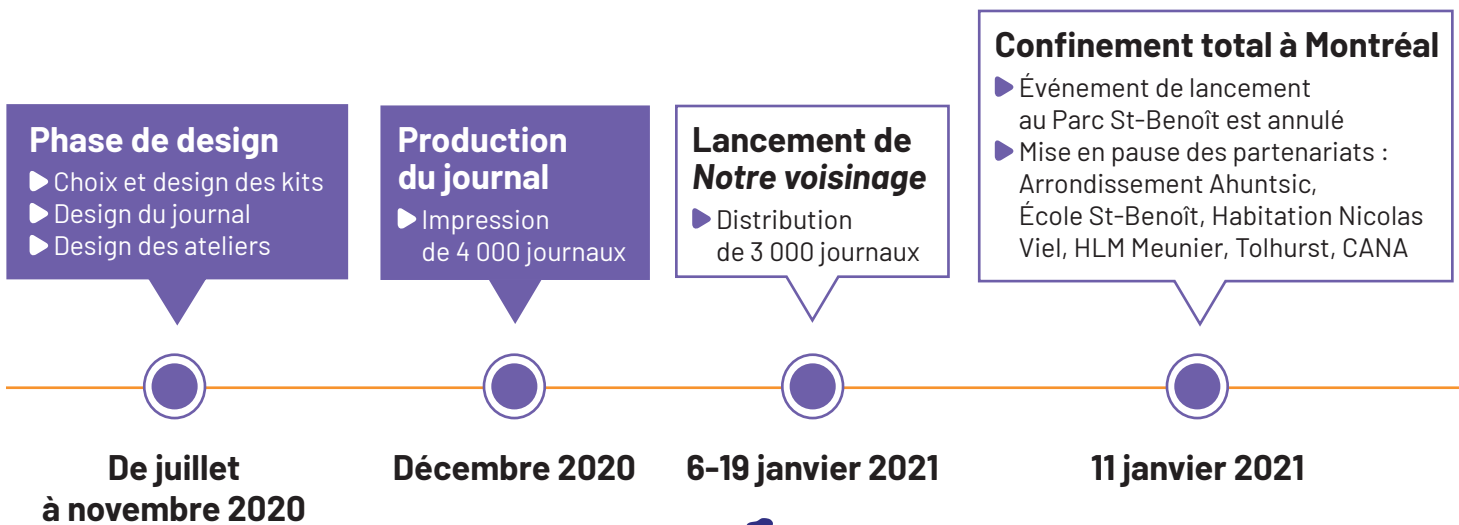 Phase de design
Choix et design des kits
Design du journal
Design des ateliers
De juillet
à novembre 2020
Production
du journal
Impression
de 4 000 journaux
Décembre 2020
Lancement de
Notre voisinage
Distribution
de 3 000 journaux
6-19 janvier 2021
Confinement total à Montréal
Événement de lancement
au Parc St-Benoît est annulé
Mise en pause des partenariats :
Arrondissement Ahuntsic,
École St-Benoît, Habitation Nicolas
Viel, HLM Meunier, Tolhurst, CANA
11 janvier 2021